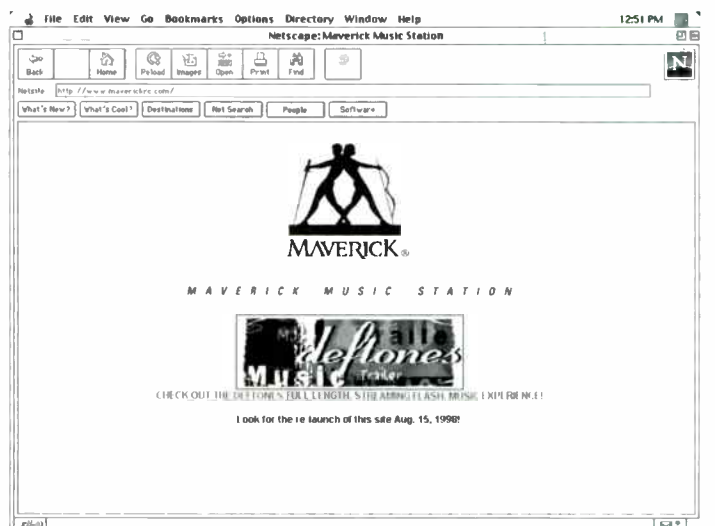 File Edit View Go Bookmarks Options Directory Window Help 12:51 PM
Netscape: Maverick Music Station
Back Home Reload Images Open Print Find
N
Netsite http://www.maverickrc.com/
What's New? What's Cool? Destinations Net Search People Software
MAVERICK ®
MAVERICK MUSIC STATION
deftones
Music Trailer
CHECK OUT THE DEFTONES FULL LENGTH, STREAMING FLASH, MUSIC EXPERIENCE!
Look for the re launch of this site Aug. 15, 1998!